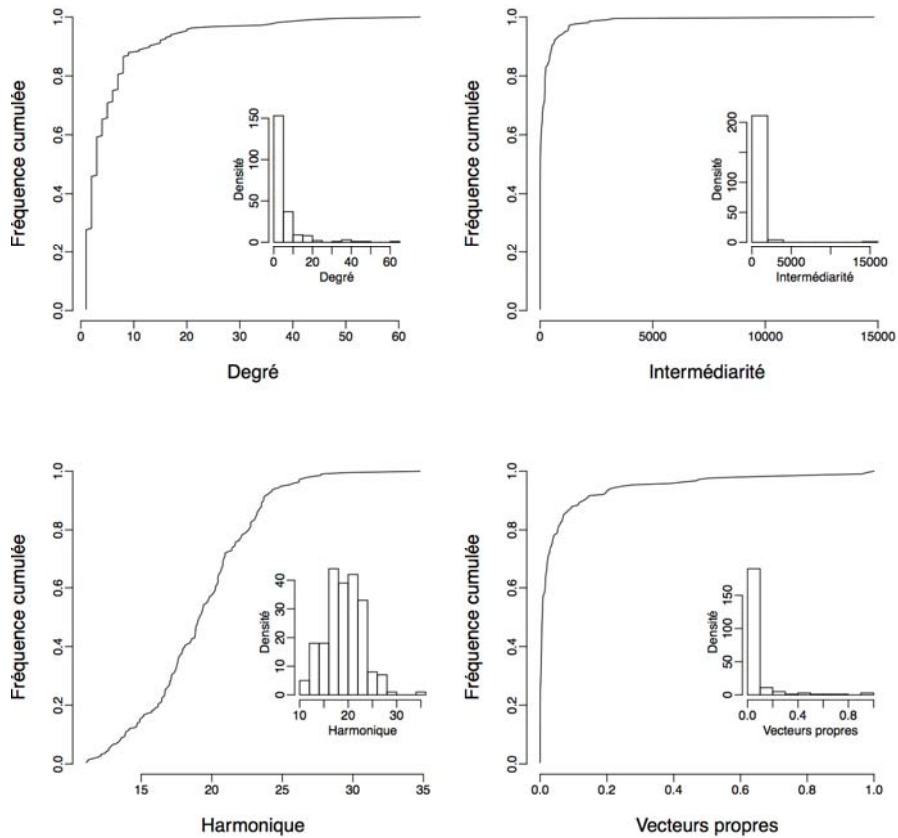 Fréquence cumulée
0.0 0.2 0.4 0.6 0.8 1.0
0 10 20 30 40 50 60
Degré
Densité
0 50 100 150
0 20 40 60
Degré
Fréquence cumulée
0.0 0.2 0.4 0.6 0.8 1.0
0 5000 10000 15000
Intermédiarité
Densité
0 50 100 200
0 5000 15000
Intermédiarité
Fréquence cumulée
0.0 0.2 0.4 0.6 0.8 1.0
15 20 25 30 35
Harmonique
Densité
0 10 20 30 40
10 20 30
Harmonique
Fréquence cumulée
0.0 0.2 0.4 0.6 0.8 1.0
0.0 0.2 0.4 0.6 0.8 1.0
Vecteurs propres
Densité
0 50 100 150
0.0 0.4 0.8
Vecteurs propres